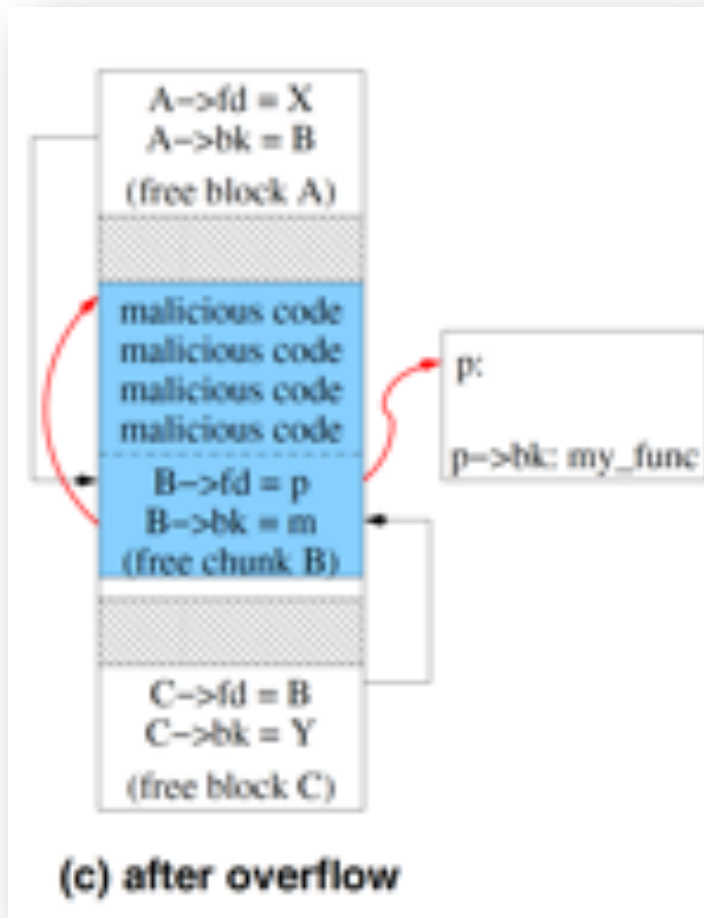 A->fd = X
A->bk = B
(free block A)
malicious code
malicious code
malicious code
malicious code
B->fd = p
B->bk = m
(free chunk B)
p:
p->bk: my_func
C->fd = B
C->bk = Y
(free block C)
(c) after overflow